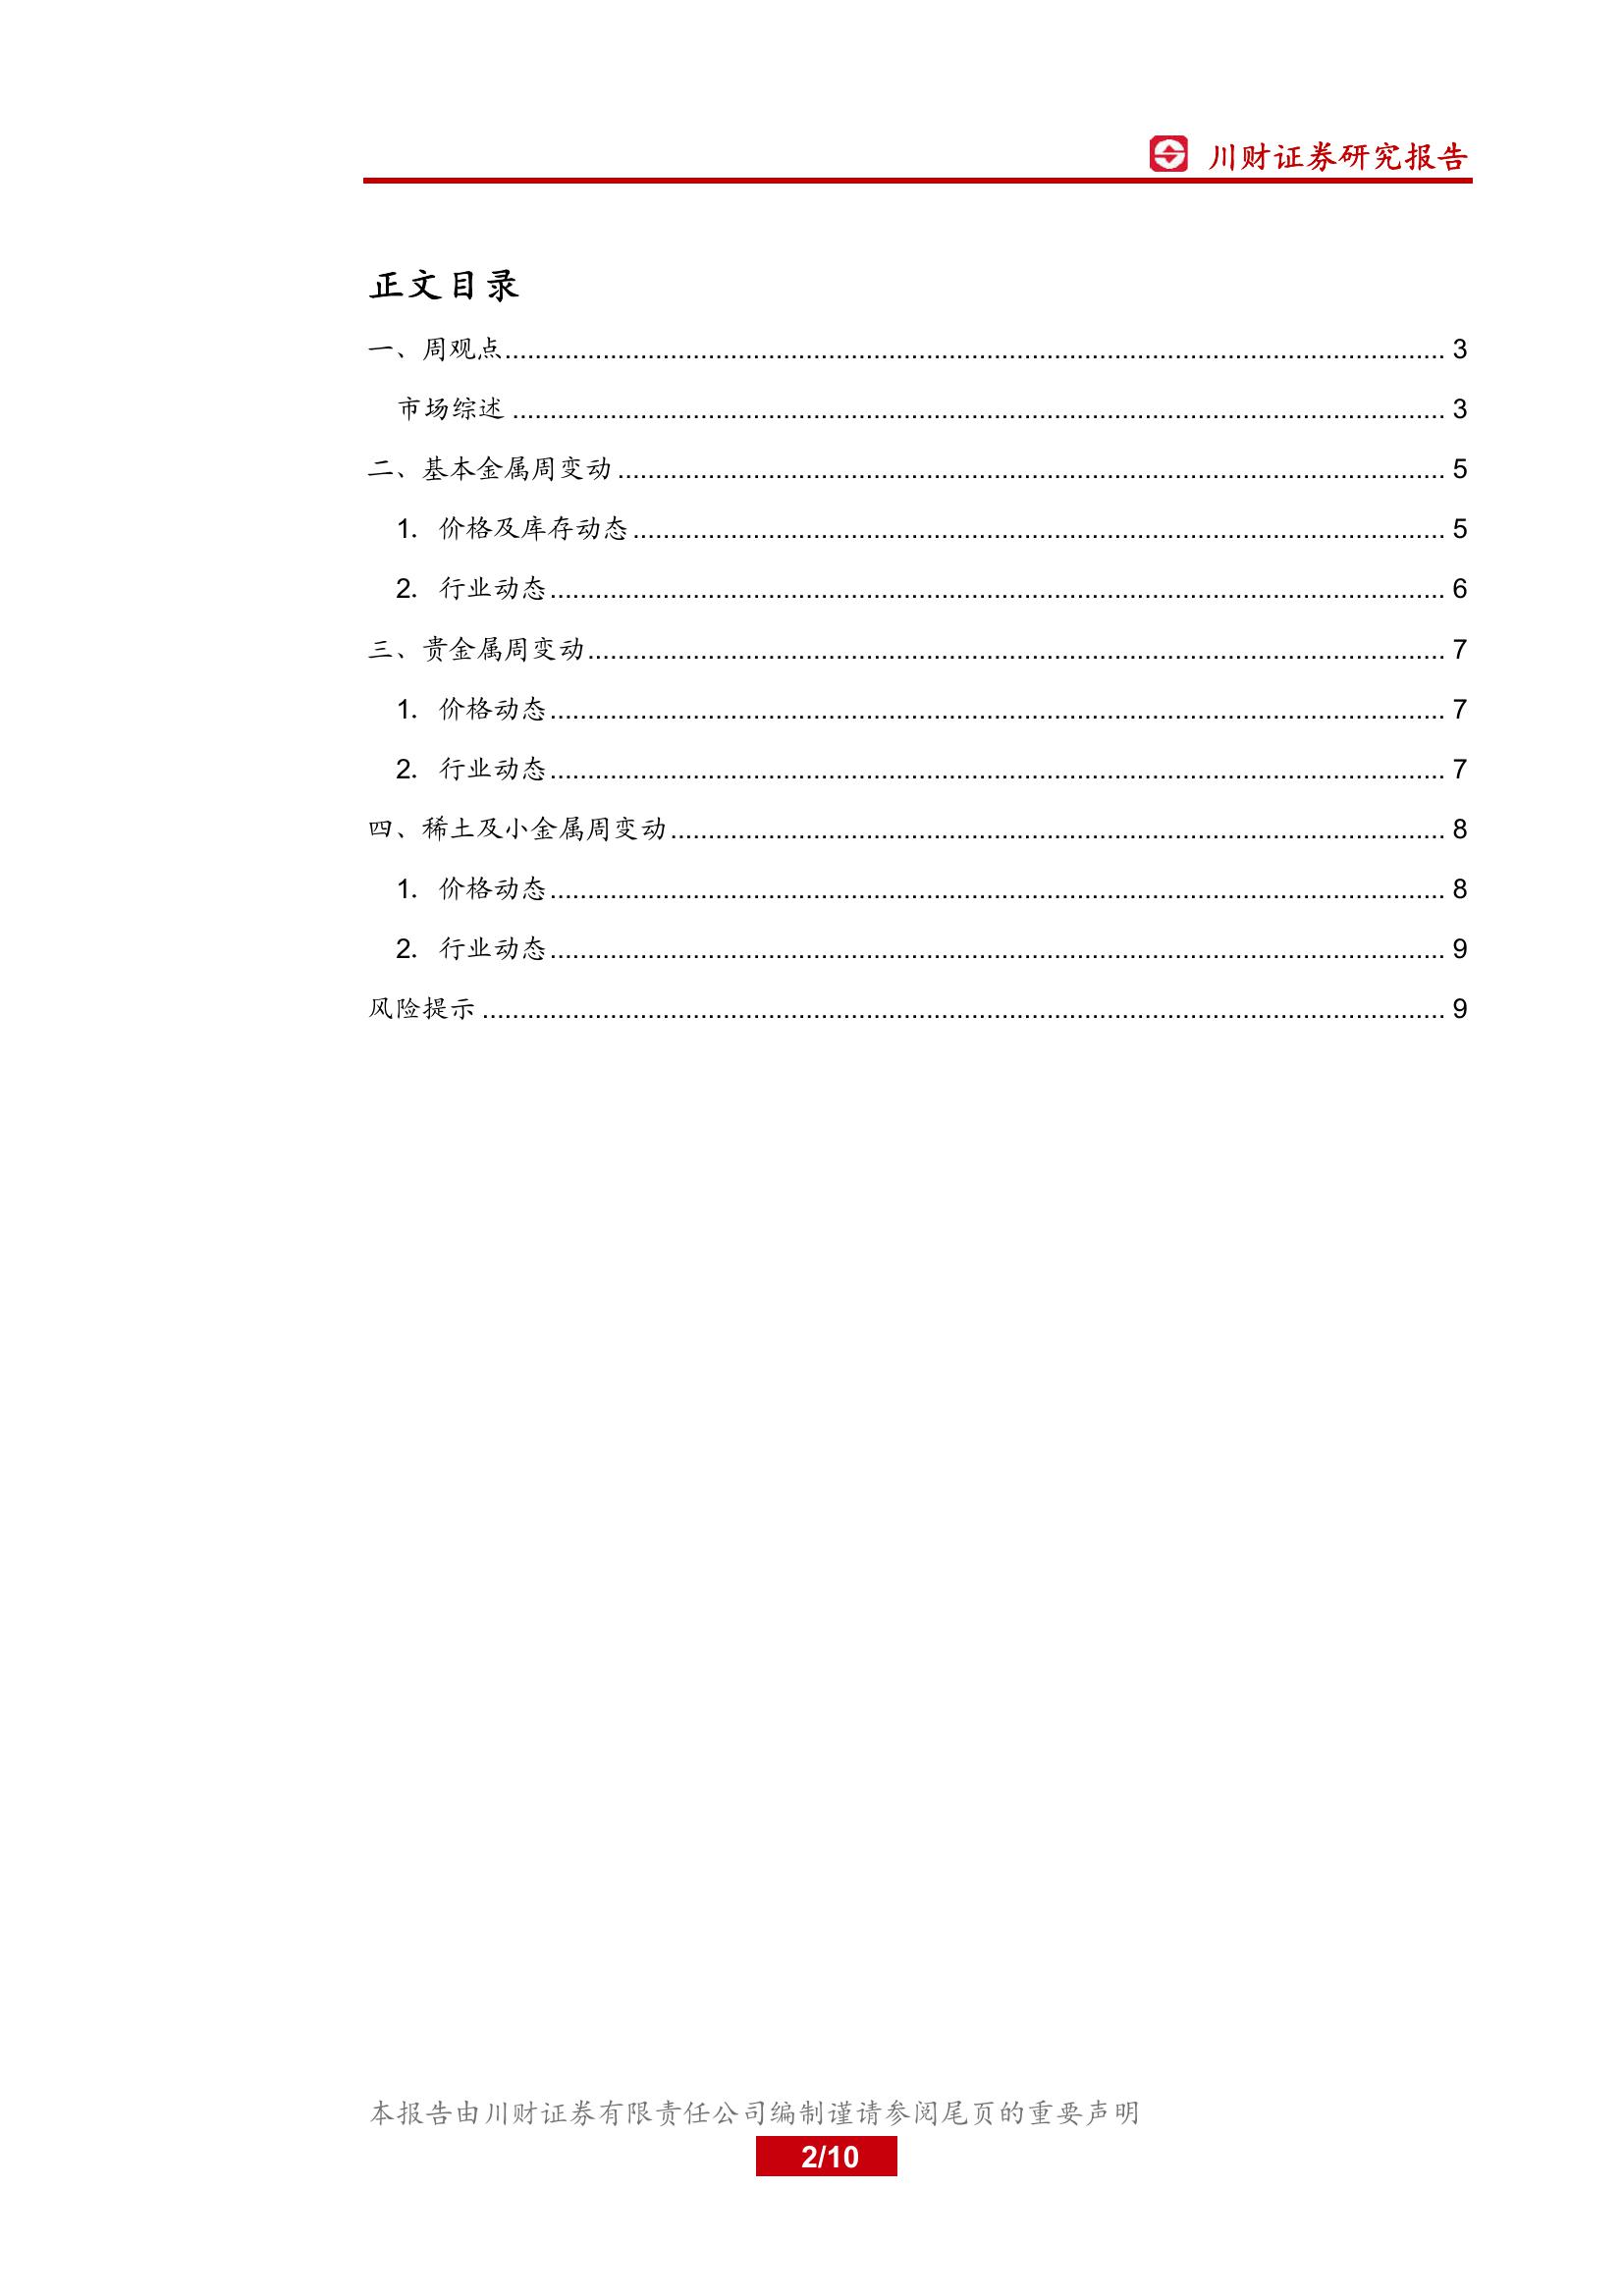 川财证券研究报告
正文目录
一、周观点 ........ 3
市场综述 ........ 3
二、基本金属周变动 ........ 5
1. 价格及库存动态 ........ 5
2. 行业动态 ........ 6
三、贵金属周变动 ........ 7
1. 价格动态 ........ 7
2. 行业动态 ........ 7
四、稀土及小金属周变动 ........ 8
1. 价格动态 ........ 8
2. 行业动态 ........ 9
风险提示 ........ 9
本报告由川财证券有限责任公司编制谨请参阅尾页的重要声明
2/10